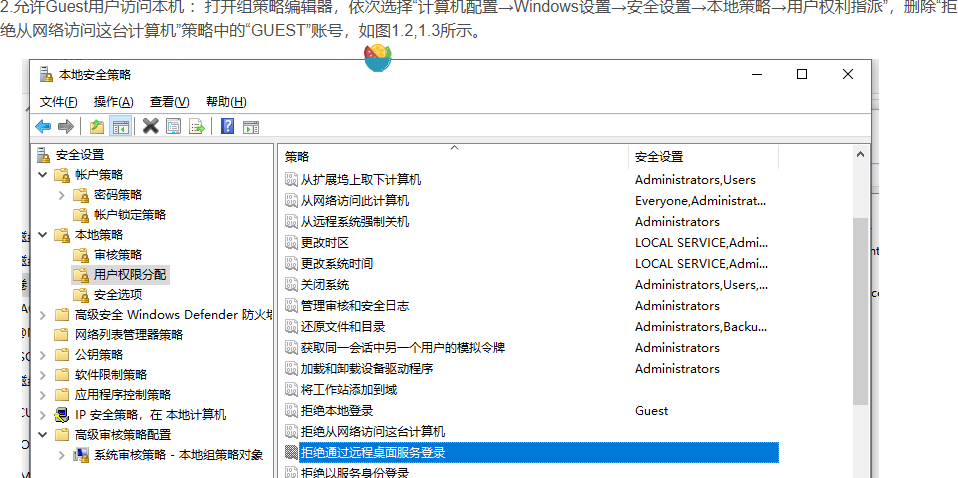 2.允许Guest用户访问本机 ：打开组策略编辑器，依次选择“计算机配置→Windows设置→安全设置→本地策略→用户权利指派”，删除“拒
绝从网络访问这台计算机”策略中的“GUEST”账号，如图1.2,1.3所示。
本地安全策略
文件(F) 操作(A) 查看(V) 帮助(H)
安全设置
帐户策略
密码策略
帐户锁定策略
本地策略
审核策略
用户权限分配
安全选项
高级安全 Windows Defender 防火墙
网络列表管理器策略
公钥策略
软件限制策略
应用程序控制策略
IP 安全策略，在 本地计算机
高级审核策略配置
系统审核策略 - 本地组策略对象
策略 安全设置
从扩展坞上取下计算机 Administrators,Users
从网络访问此计算机 Everyone,Administrat...
从远程系统强制关机 Administrators
更改时区 LOCAL SERVICE,Admi...
更改系统时间 LOCAL SERVICE,Admi...
关闭系统 Administrators,Users,...
管理审核和安全日志 Administrators
还原文件和目录 Administrators,Backu...
获取同一会话中另一个用户的模拟令牌 Administrators
加载和卸载设备驱动程序 Administrators
将工作站添加到域
拒绝本地登录 Guest
拒绝从网络访问这台计算机
拒绝通过远程桌面服务登录
拒绝以服务身份登录